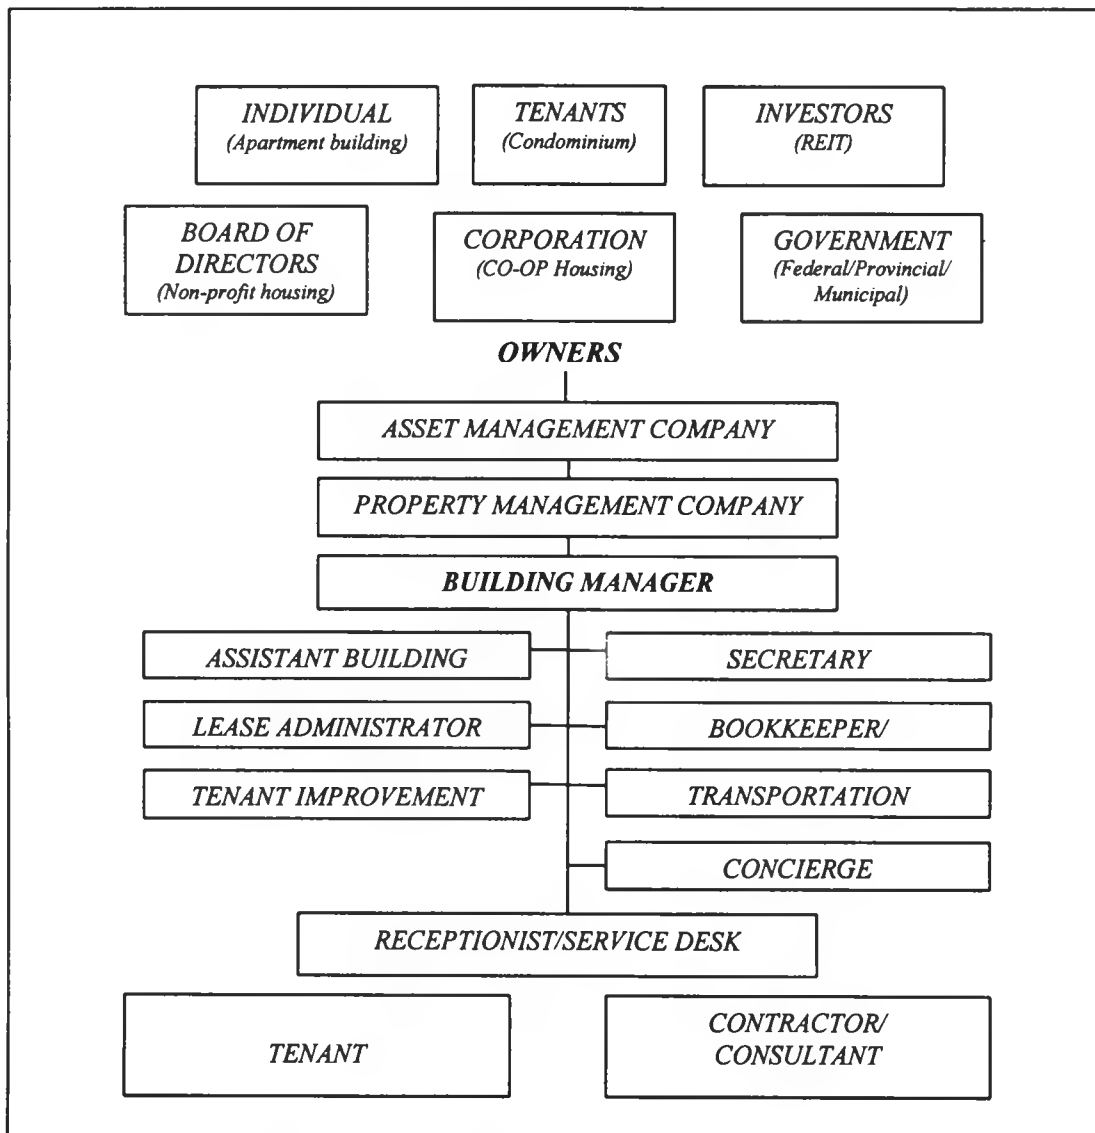 INDIVIDUAL
(Apartment building)
TENANTS
(Condominium)
INVESTORS
(REIT)
BOARD OF
DIRECTORS
(Non-profit housing)
CORPORATION
(CO-OP Housing)
GOVERNMENT
(Federal/Provincial/
Municipal)
OWNERS
ASSET MANAGEMENT COMPANY
PROPERTY MANAGEMENT COMPANY
BUILDING MANAGER
ASSISTANT BUILDING
SECRETARY
LEASE ADMINISTRATOR
BOOKKEEPER/
TENANT IMPROVEMENT
TRANSPORTATION
CONCIERGE
RECEPTIONIST/SERVICE DESK
TENANT
CONTRACTOR/
CONSULTANT